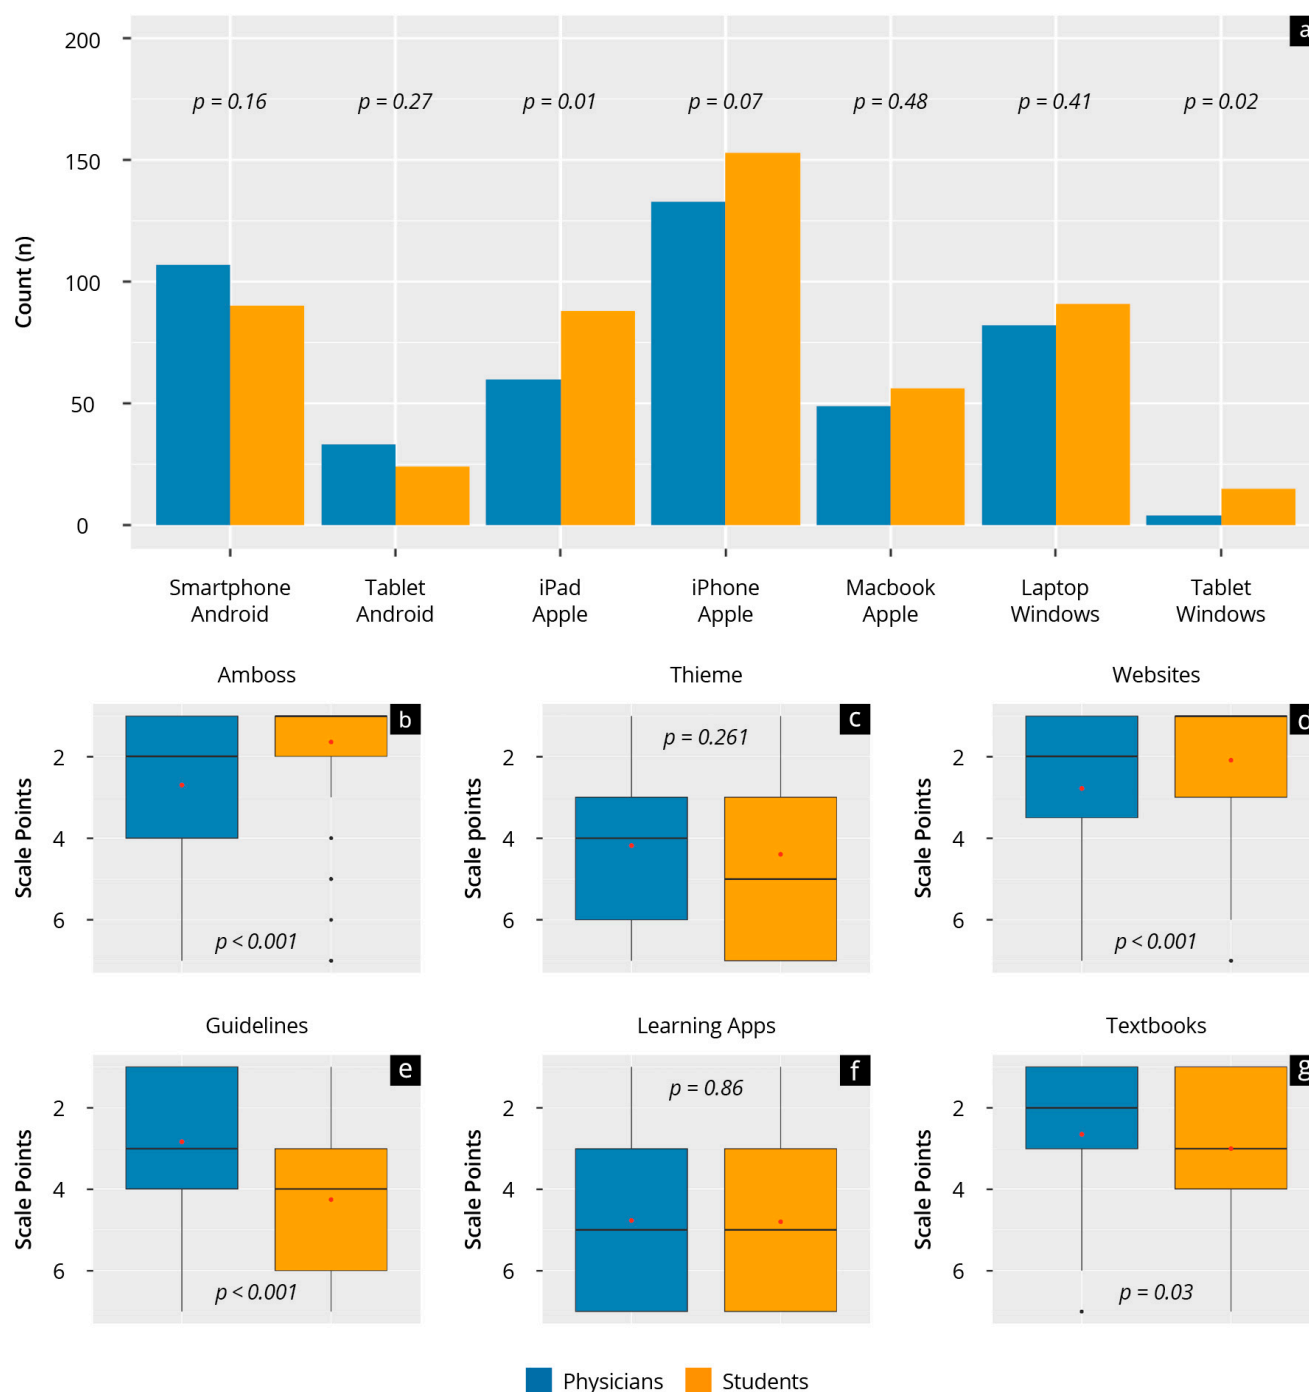 a
200
p = 0.16 p = 0.27 p = 0.01 p = 0.07 p = 0.48 p = 0.41 p = 0.02
150
100
50
0
Count (n)
Smartphone Android
Tablet Android
iPad Apple
iPhone Apple
Macbook Apple
Laptop Windows
Tablet Windows
Amboss
b
Scale Points
2
4
6
p < 0.001
Thieme
c
Scale points
2
4
6
p = 0.261
Websites
d
Scale Points
2
4
6
p < 0.001
Guidelines
e
Scale Points
2
4
6
p < 0.001
Learning Apps
f
Scale Points
2
4
6
p = 0.86
Textbooks
g
Scale Points
2
4
6
p = 0.03
Physicians Students